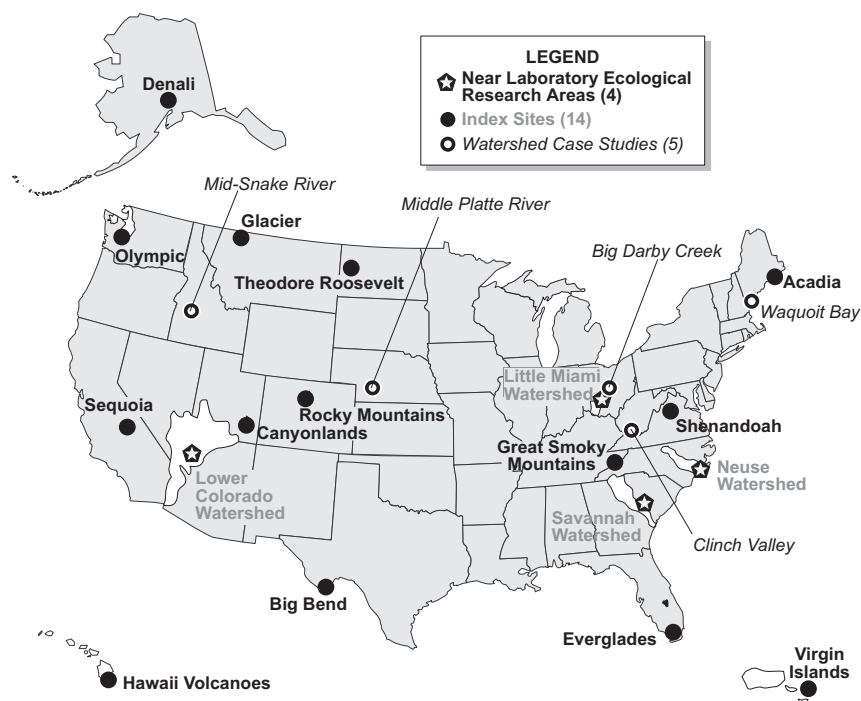 LEGEND
Near Laboratory Ecological
Research Areas (4)
Index Sites (14)
Watershed Case Studies (5)
Denali
Mid-Snake River
Middle Platte River
Glacier
Olympic
Theodore Roosevelt
Big Darby Creek
Acadia
Waquoit Bay
Little Miami
Watershed
Sequoia
Rocky Mountains
Canyonlands
Shenandoah
Great Smoky
Mountains
Neuse
Watershed
Lower
Colorado
Watershed
Savannah
Watershed
Clinch Valley
Big Bend
Everglades
Hawaii Volcanoes
Virgin
Islands